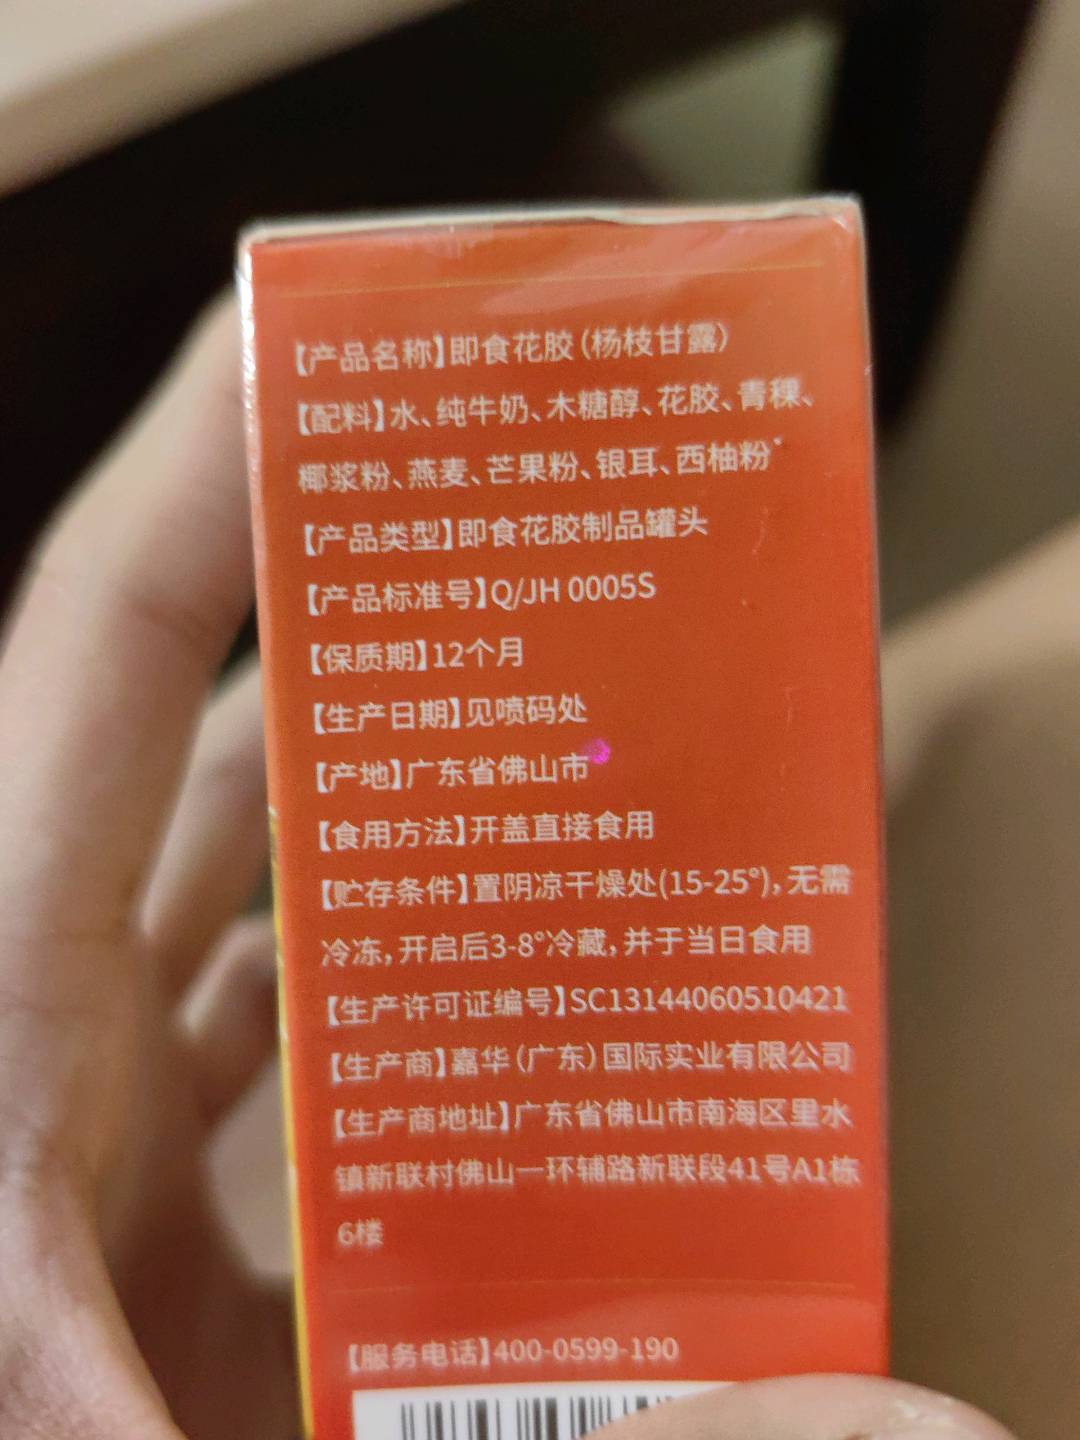 【产品名称】即食花胶（杨枝甘露）
【配料】水、纯牛奶、木糖醇、花胶、青稞、
椰浆粉、燕麦、芒果粉、银耳、西柚粉
【产品类型】即食花胶制品罐头
【产品标准号】Q/JH 0005S
【保质期】12个月
【生产日期】见喷码处
【产地】广东省佛山市
【食用方法】开盖直接食用
【贮存条件】置阴凉干燥处(15-25°)，无需
冷冻，开启后3-8°冷藏，并于当日食用
【生产许可证编号】SC13144060510421
【生产商】嘉华（广东）国际实业有限公司
【生产商地址】广东省佛山市南海区里水
镇新联村佛山一环辅路新联段41号A1栋
6楼
【服务电话】400-0599-190